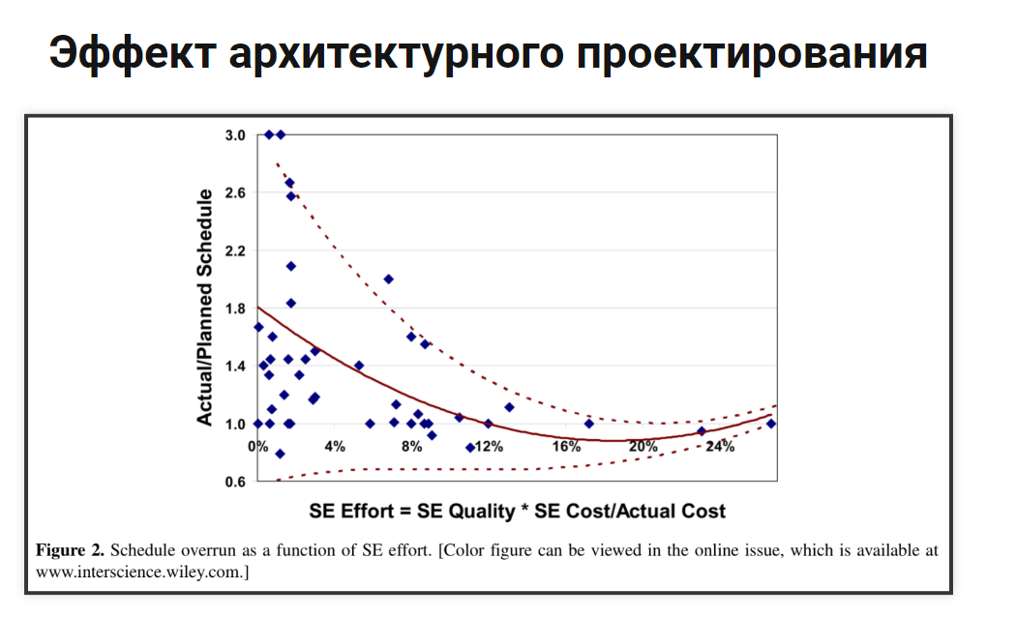 Эффект архитектурного проектирования
3.0
2.6
2.2
1.8
1.4
1.0
0.6
Actual/Planned Schedule
0% 4% 8% 12% 16% 20% 24%
SE Effort = SE Quality * SE Cost/Actual Cost
Figure 2. Schedule overrun as a function of SE effort. [Color figure can be viewed in the online issue, which is available at
www.interscience.wiley.com.]